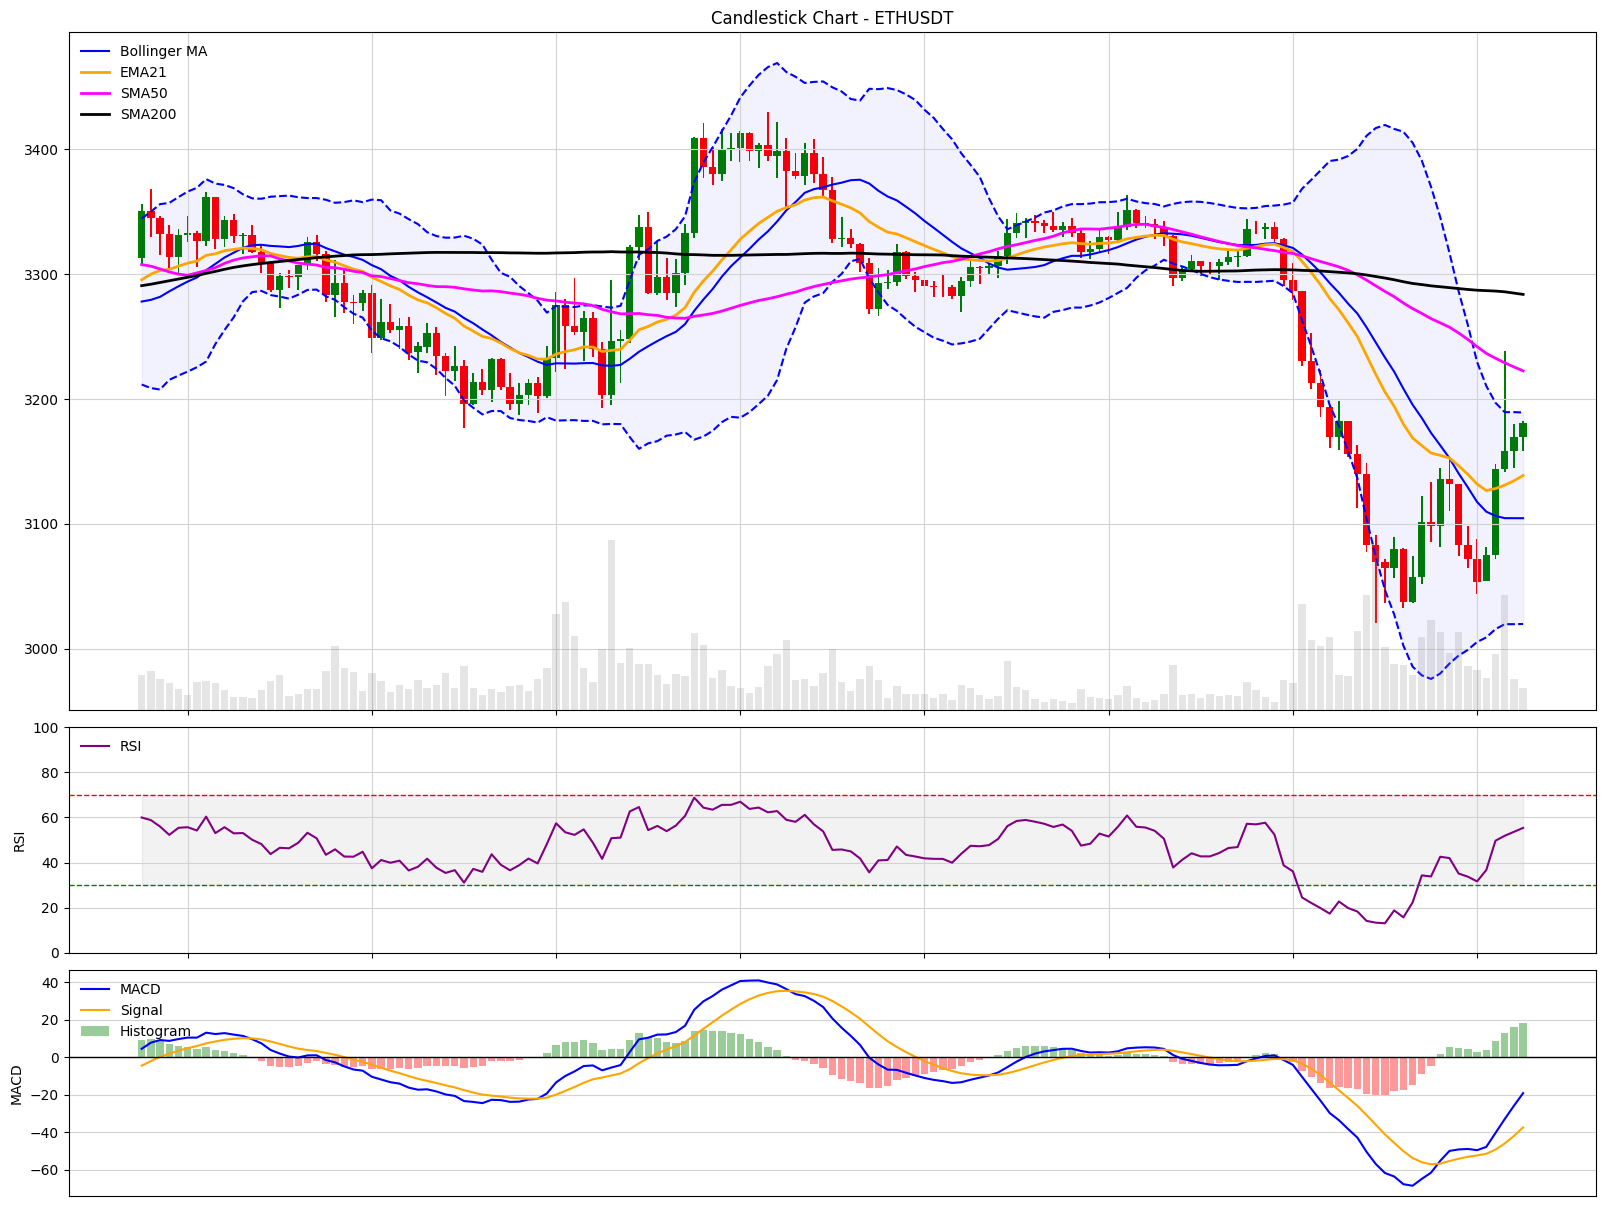 Candlestick Chart - ETHUSDT
Bollinger MA
EMA21
SMA50
SMA200
3400
3300
3200
3100
3000
100
80
60
40
20
0
RSI
RSI
40
20
0
−20
−40
−60
MACD
MACD
Signal
Histogram